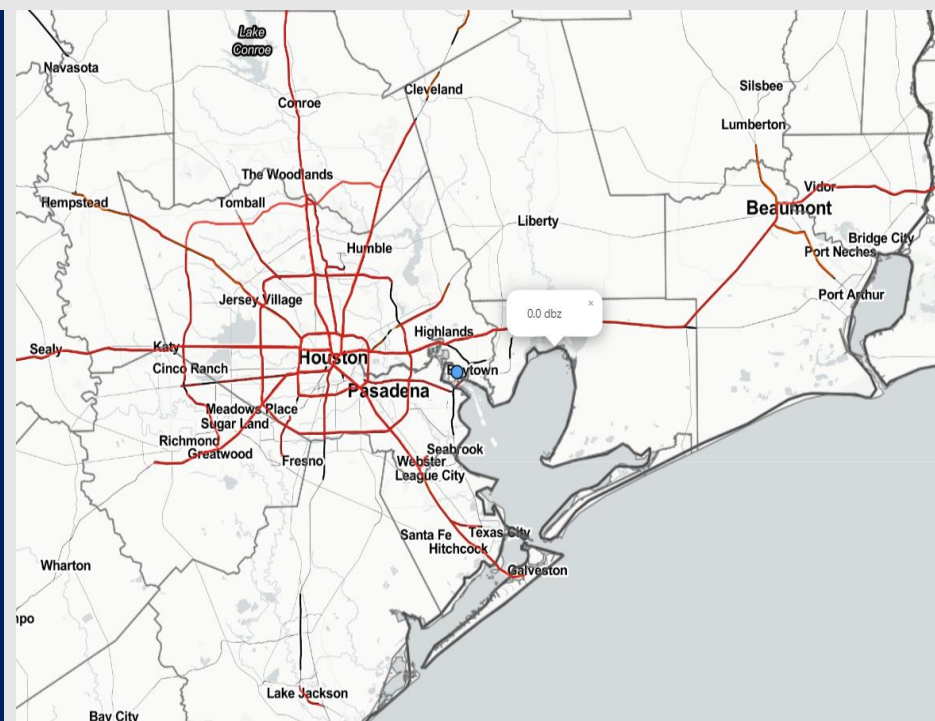 Lake
Conroe
Navasota
Cleveland
Silsbee
Conroe
Lumberton
The Woodlands
Vidor
Hempstead
Tomball
Beaumont
Liberty
Bridge City
Humble
Port Neches
Port Arthur
Jersey Village
×
0.0 dbz
Highlands
Sealy
Katy
Houston
Cinco Ranch
Baytown
Pasadena
Meadows Place
Sugar Land
Richmond
Greatwood
Fresno
Seabrook
Webster
League City
Santa Fe
Texas City
Hitchcock
Wharton
Galveston
npo
Lake Jackson
Bay City